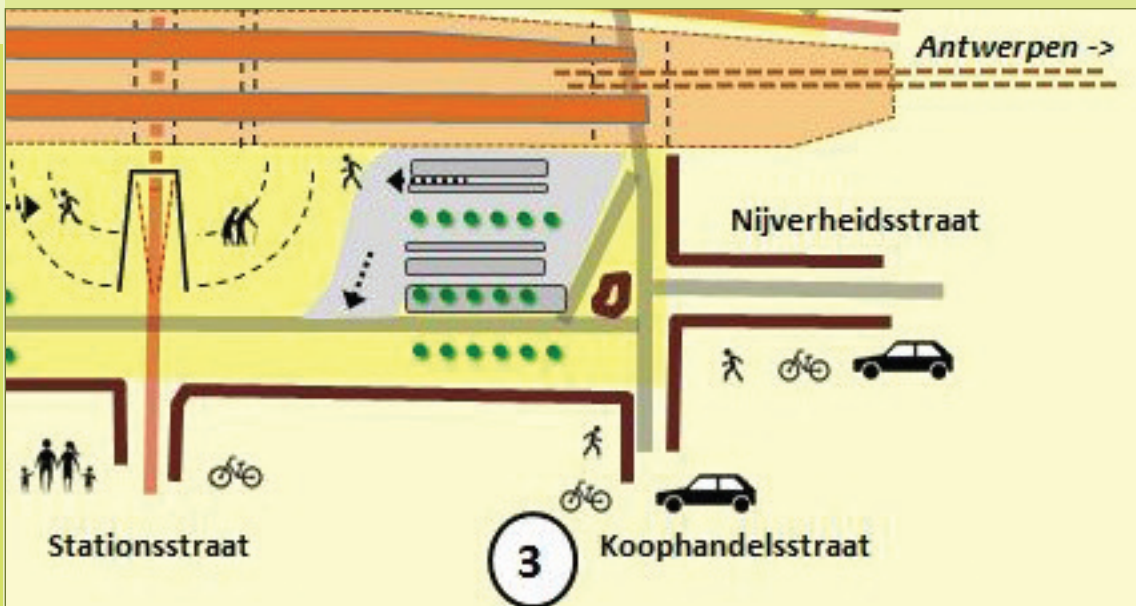 Antwerpen ->
Nijverheidsstraat
Stationsstraat
3
Koophandelsstraat